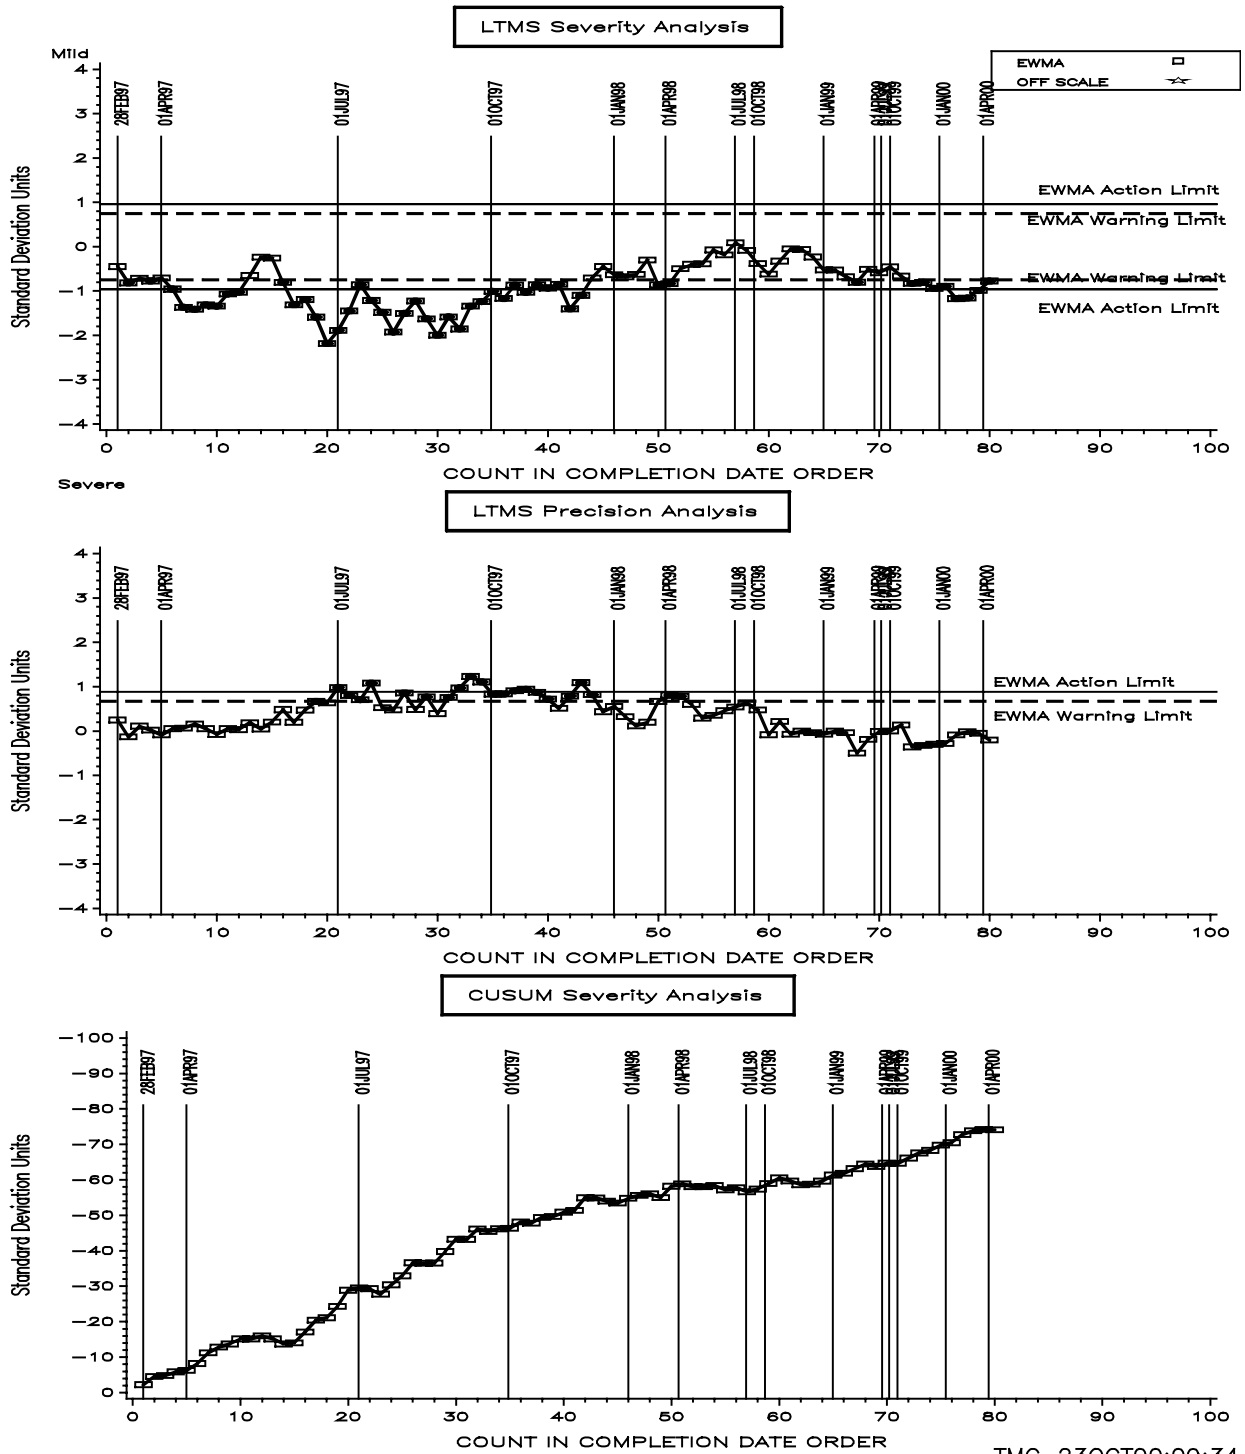 LTMS Severity Analysis
Mild
EWMA
OFF SCALE
28FEB97 01APR97 01JUL97 01OCT97 01JAN98 01APR98 01JUL98 01OCT98 01JAN99 01APR99 01OCT99 01JAN00 01APR00
Standard Deviation Units
4
3
2
1
0
-1
-2
-3
-4
EWMA Action Limit
EWMA Warning Limit
EWMA Warning Limit
EWMA Action Limit
0 10 20 30 40 50 60 70 80 90 100
COUNT IN COMPLETION DATE ORDER
Severe
LTMS Precision Analysis
28FEB97 01APR97 01JUL97 01OCT97 01JAN98 01APR98 01JUL98 01OCT98 01JAN99 01APR99 01OCT99 01JAN00 01APR00
Standard Deviation Units
4
3
2
1
0
-1
-2
-3
-4
EWMA Action Limit
EWMA Warning Limit
0 10 20 30 40 50 60 70 80 90 100
COUNT IN COMPLETION DATE ORDER
CUSUM Severity Analysis
28FEB97 01APR97 01JUL97 01OCT97 01JAN98 01APR98 01JUL98 01OCT98 01JAN99 01APR99 01OCT99 01JAN00 01APR00
Standard Deviation Units
-100
-90
-80
-70
-60
-50
-40
-30
-20
-10
0
0 10 20 30 40 50 60 70 80 90 100
COUNT IN COMPLETION DATE ORDER